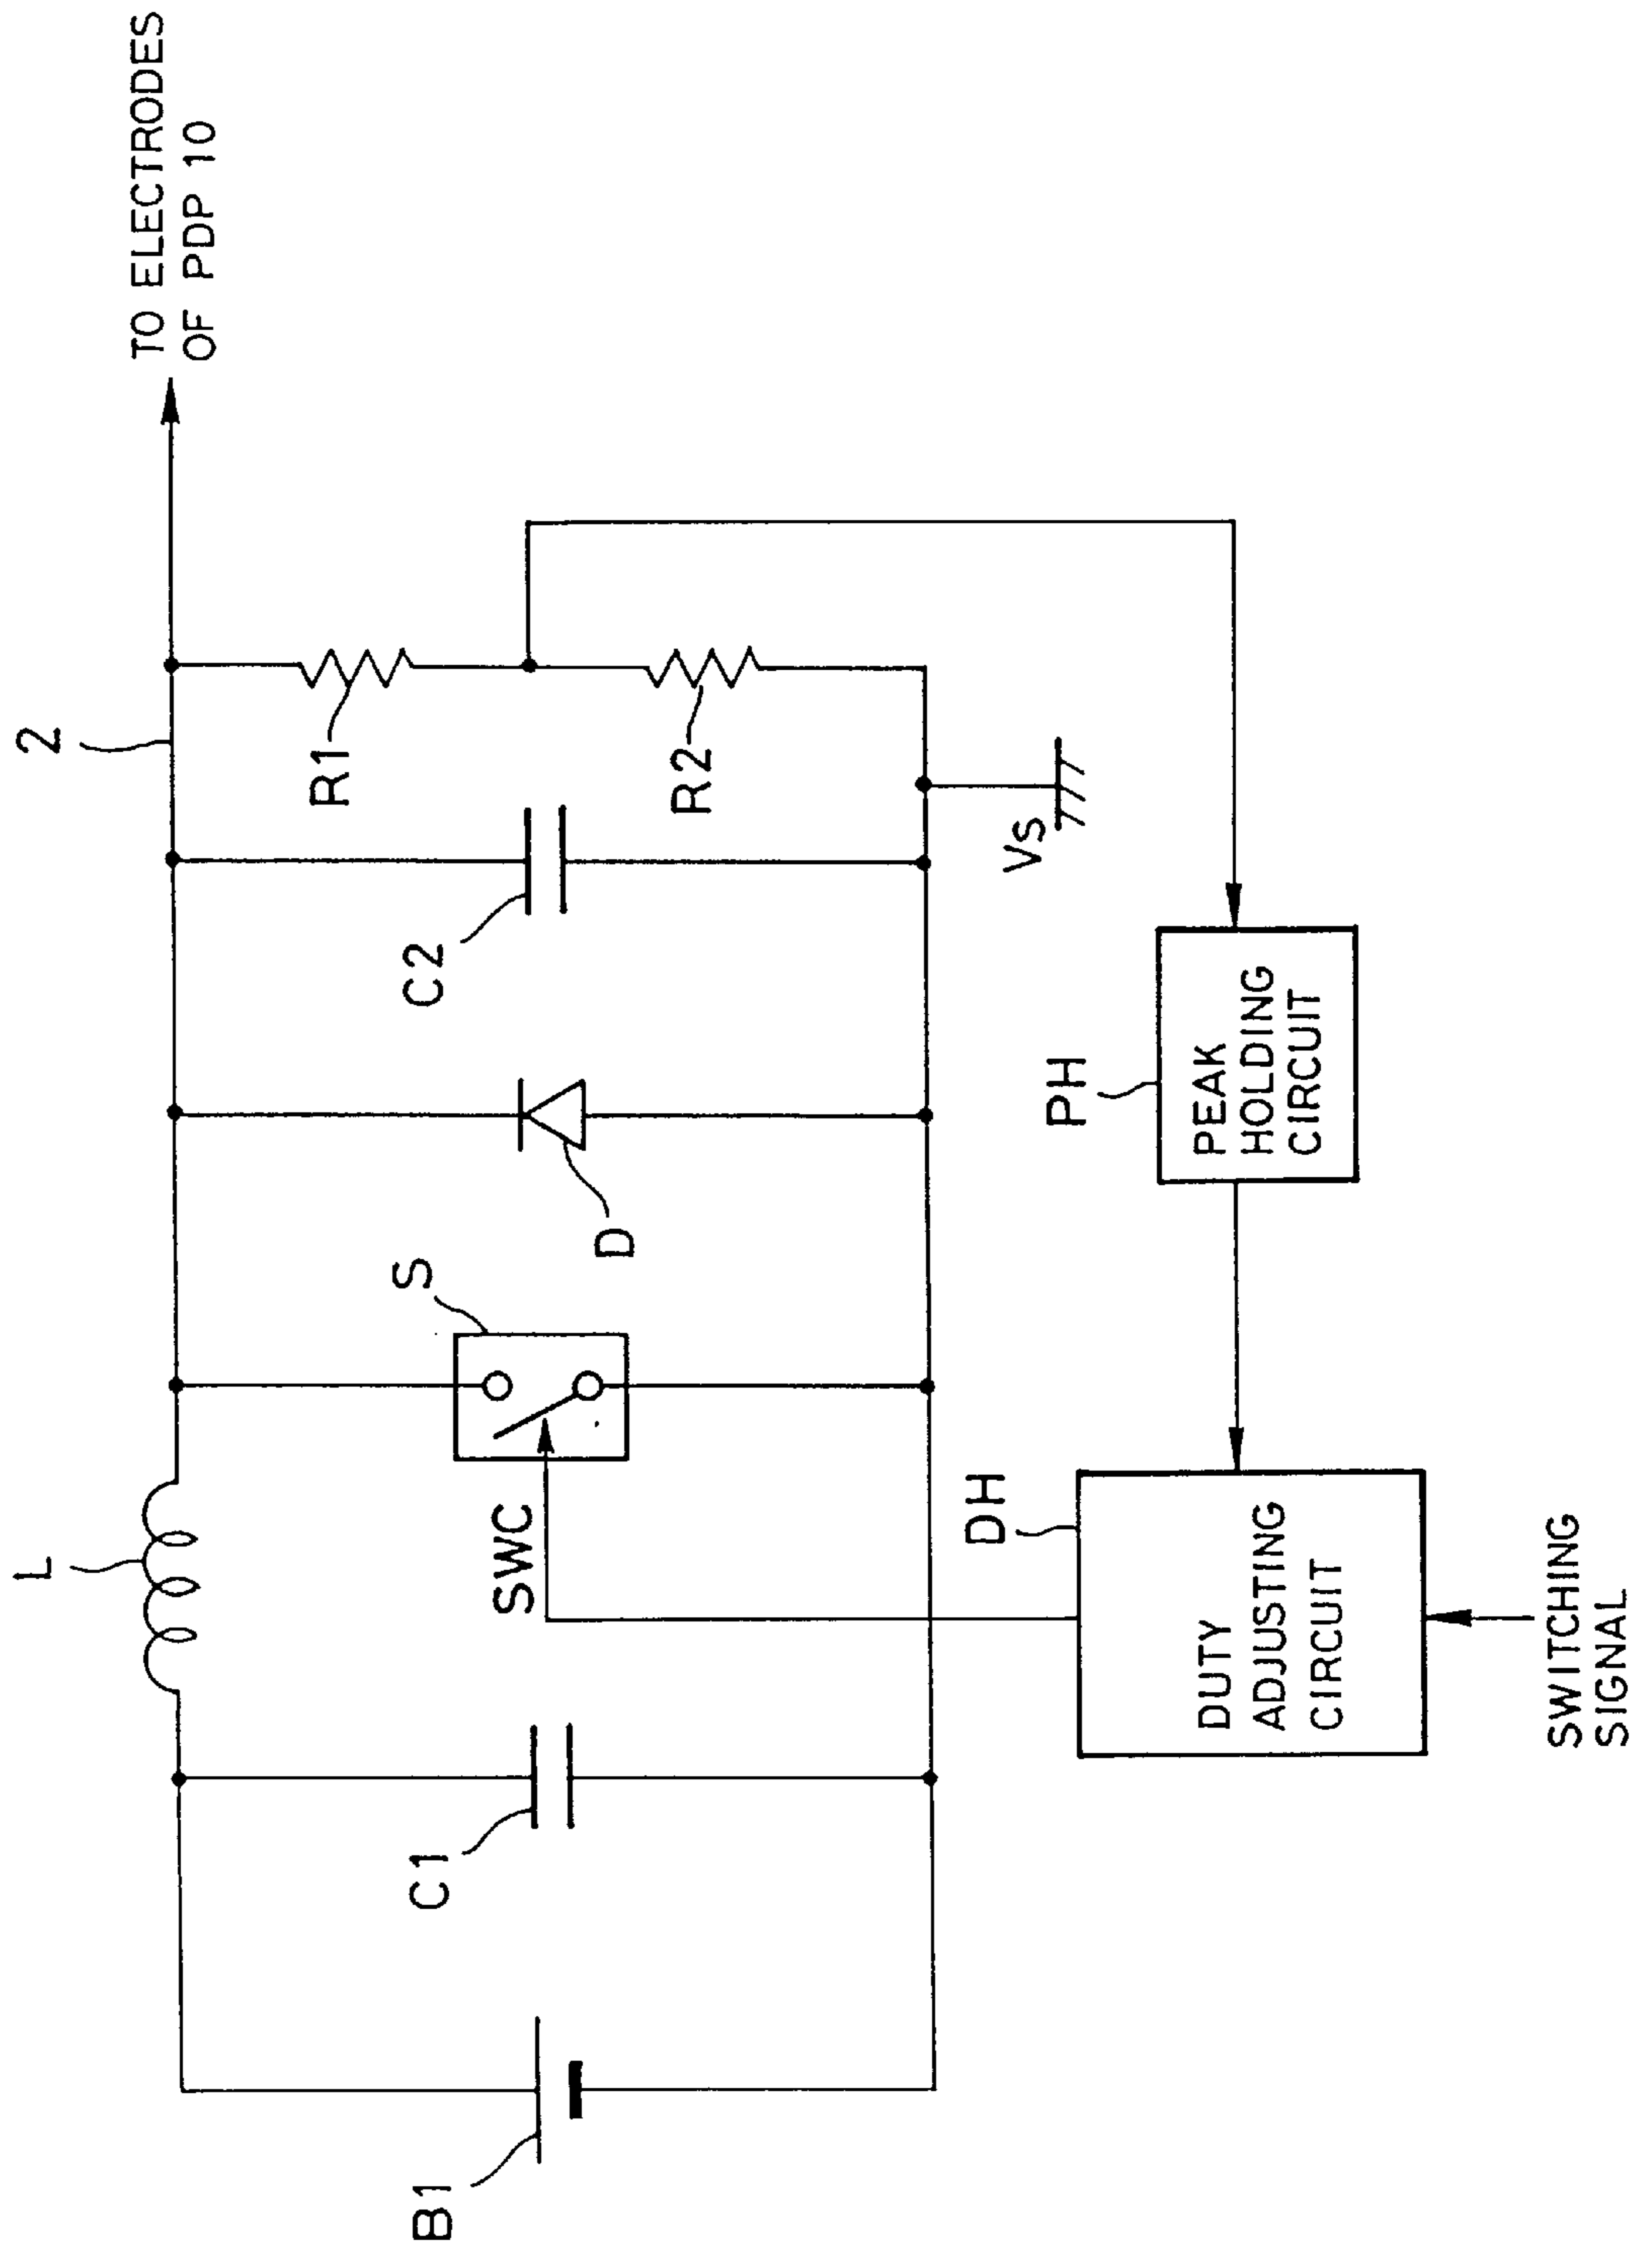 TO ELECTRODES
OF PDP 10
2
L
R1
R2
C2
D
S
SWC
C1
B1
Vs
PH
PEAK
HOLDING
CIRCUIT
DH
DUTY
ADJUSTING
CIRCUIT
SWITCHING
SIGNAL